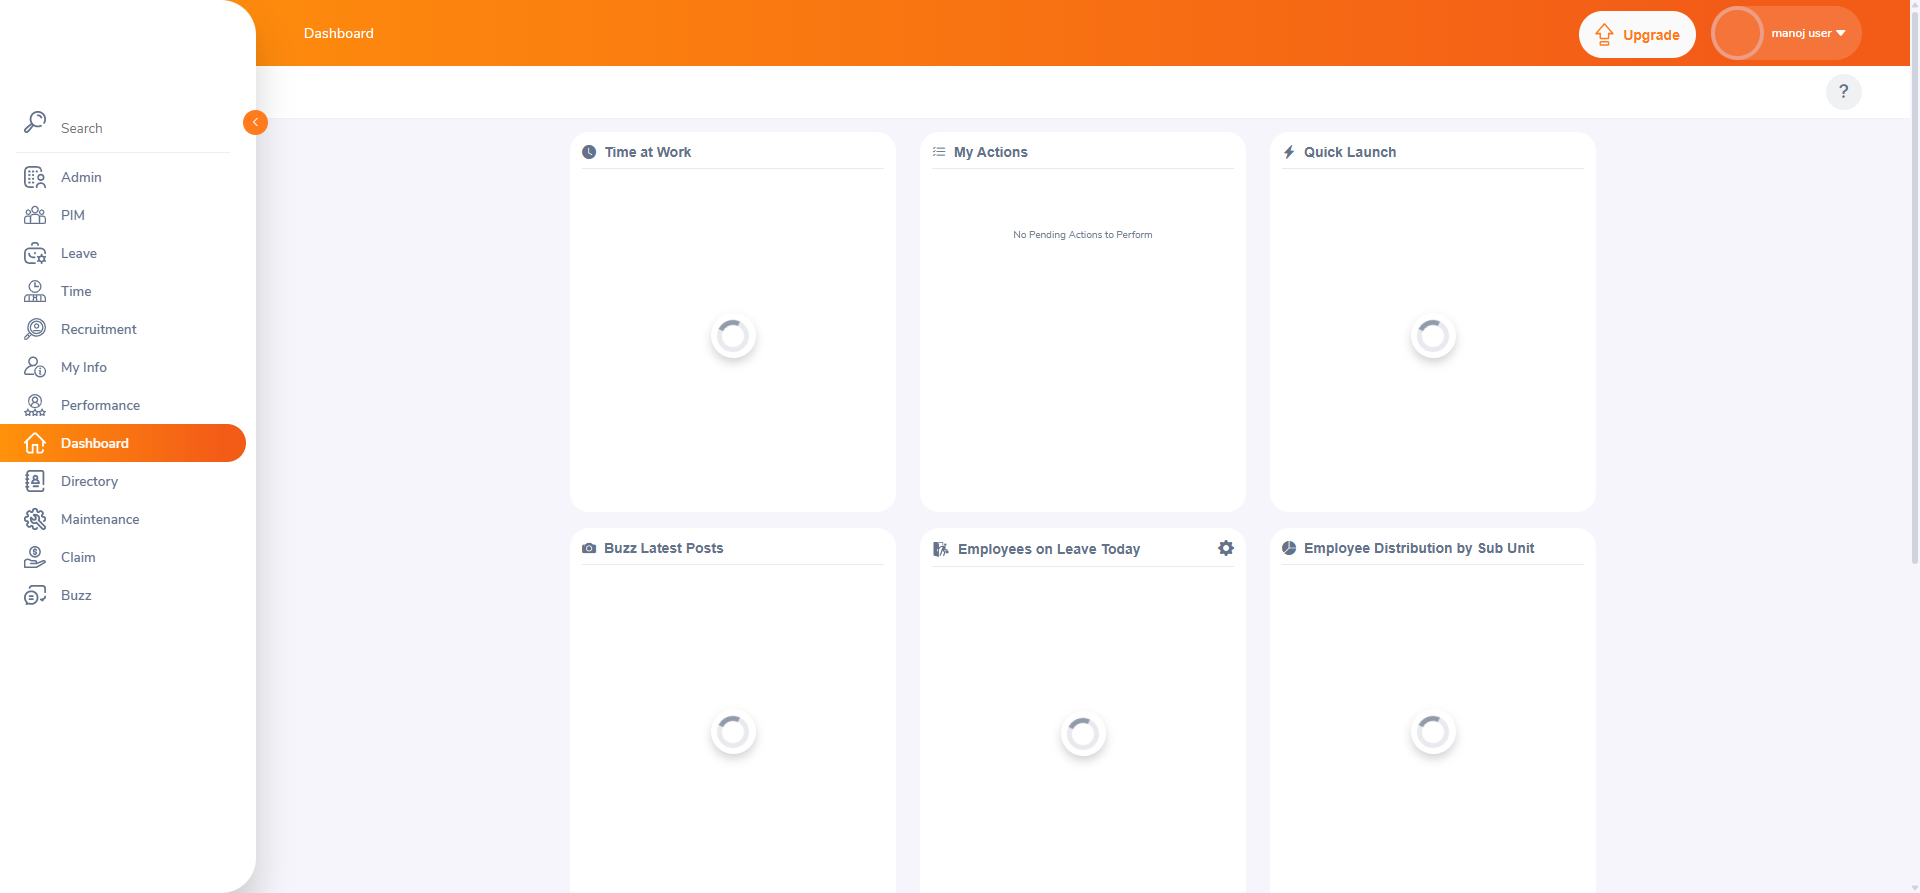 Dashboard
Upgrade
manoj user
?
Search
Admin
PIM
Leave
Time
Recruitment
My Info
Performance
Dashboard
Directory
Maintenance
Claim
Buzz
Time at Work
My Actions
No Pending Actions to Perform
Quick Launch
Buzz Latest Posts
Employees on Leave Today
Employee Distribution by Sub Unit